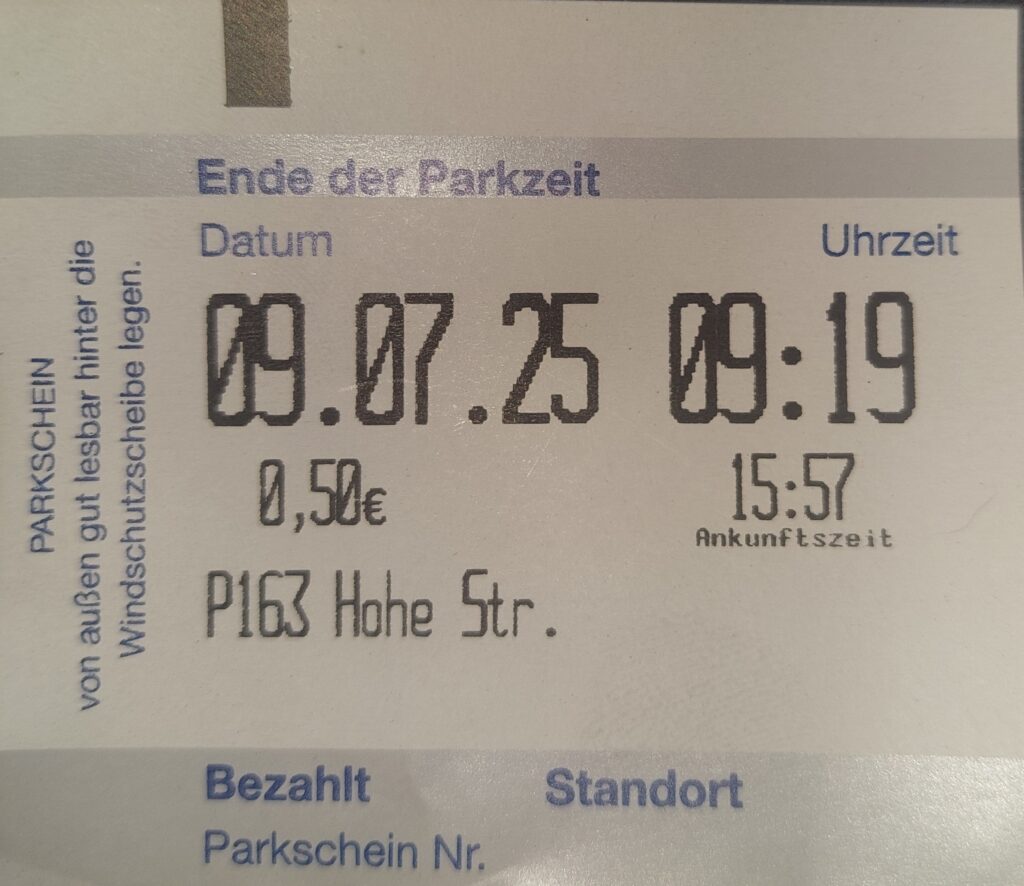 Ende der Parkzeit
Datum Uhrzeit
09.07.25 09:19
0,50€ 15:57
Ankunftszeit
P163 Hohe Str.
Bezahlt Standort
Parkschein Nr.
PARKSCHEIN
von außen gut lesbar hinter die
Windschutzscheibe legen.